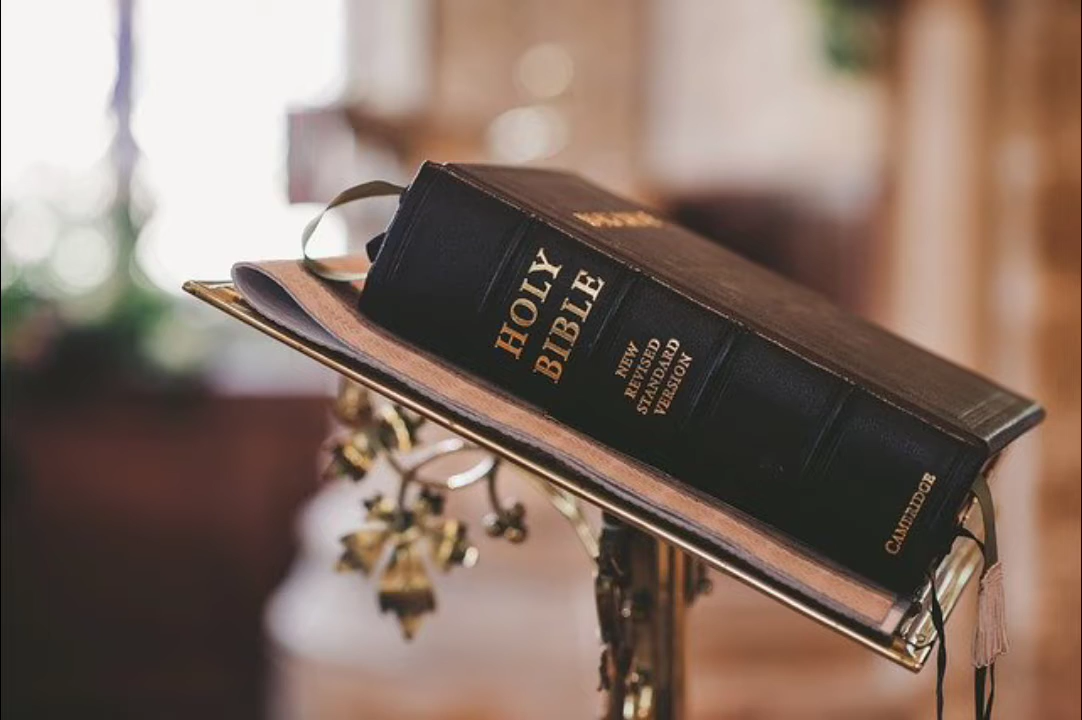 HOLY
BIBLE
NEW
REVISED
STANDARD
VERSION
CAMBRIDGE